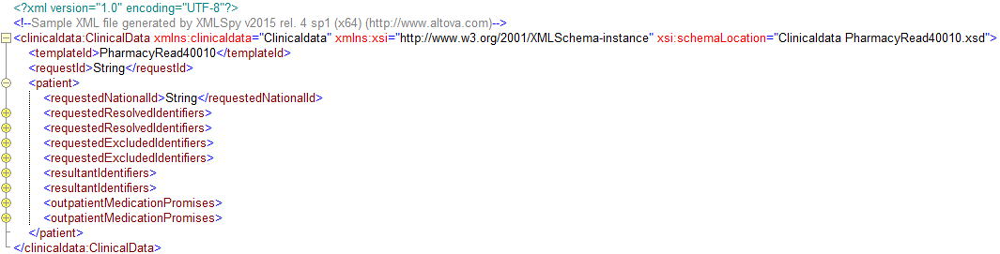 <?xml version="1.0" encoding="UTF-8"?>
<!--Sample XML file generated by XMLSpy v2015 rel. 4 sp1 (x64) (http://www.altova.com)-->
<clinicaldata:ClinicalData xmlns:clinicaldata="Clinicaldata" xmlns:xsi="http://www.w3.org/2001/XMLSchema-instance" xsi:schemaLocation="Clinicaldata PharmacyRead40010.xsd">
<templateId>PharmacyRead40010</templateId>
<requestId>String</requestId>
<patient>
<requestedNationalId>String</requestedNationalId>
<requestedResolvedIdentifiers>
<requestedResolvedIdentifiers>
<requestedExcludedIdentifiers>
<requestedExcludedIdentifiers>
<resultantIdentifiers>
<resultantIdentifiers>
<outpatientMedicationPromises>
<outpatientMedicationPromises>
</patient>
</clinicaldata:ClinicalData>